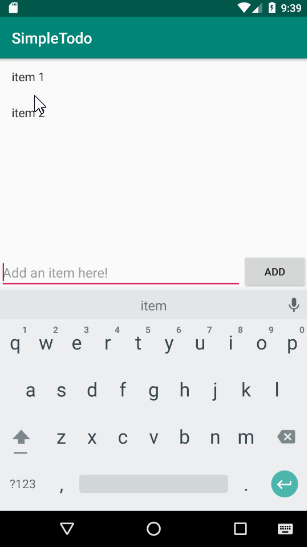 9:39
SimpleTodo
item 1
item 2
Add an item here!
ADD
item
1 2 3 4 5 6 7 8 9 0
q w e r t y u i o p
a s d f g h j k l
z x c v b n m
?123 , .